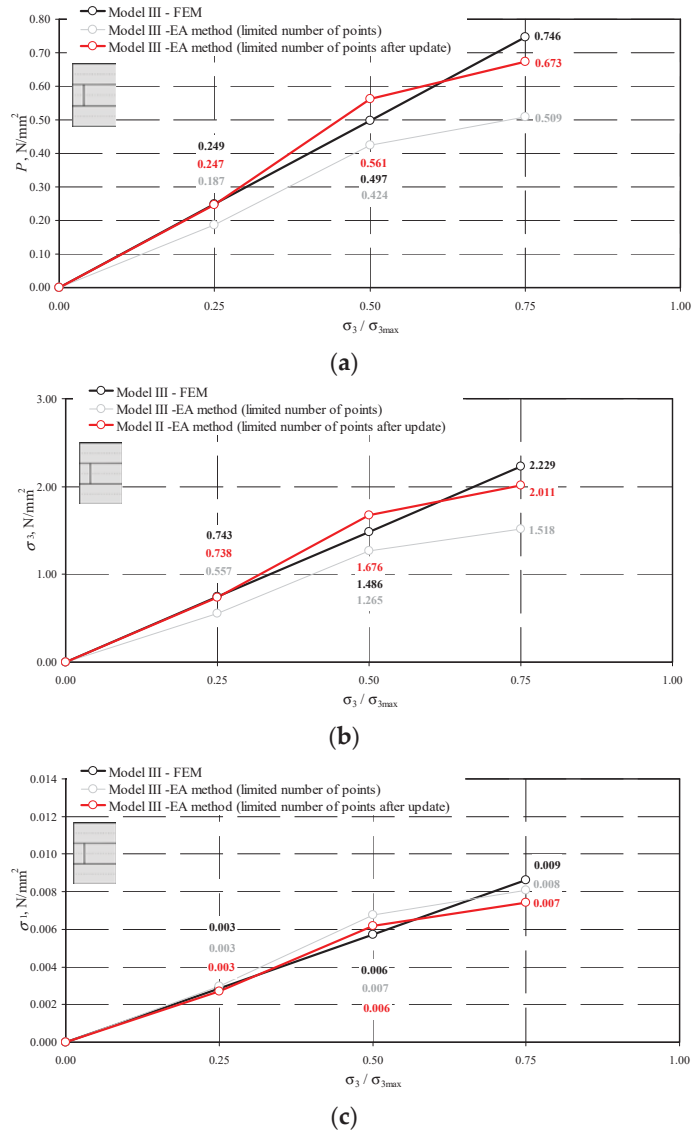 Model III - FEM
Model III -EA method (limited number of points)
Model III -EA method (limited number of points after update)
0.80
0.70
0.60
0.50
0.40
0.30
0.20
0.10
0.00
P, N/mm²
0.746
0.673
0.509
0.249
0.247
0.187
0.561
0.497
0.424
0.00 0.25 0.50 0.75 1.00
σ3 / σ3max
(a)
Model III - FEM
Model III -EA method (limited number of points)
Model II -EA method (limited number of points after update)
3.00
2.00
1.00
0.00
σ3, N/mm²
2.229
2.011
1.518
0.743
0.738
0.557
1.676
1.486
1.265
0.00 0.25 0.50 0.75 1.00
σ3 / σ3max
(b)
Model III - FEM
Model III -EA method (limited number of points)
Model III -EA method (limited number of points after update)
0.014
0.012
0.010
0.008
0.006
0.004
0.002
0.000
σ1, N/mm²
0.009
0.008
0.007
0.003
0.003
0.003
0.006
0.007
0.006
0.00 0.25 0.50 0.75 1.00
σ3 / σ3max
(c)